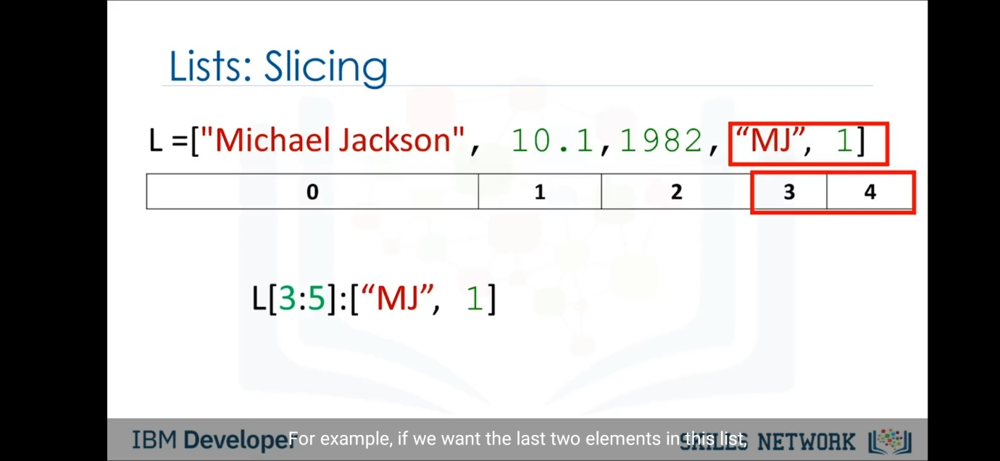 Lists: Slicing
L =["Michael Jackson", 10.1,1982, “MJ”, 1]
0 1 2 3 4
L[3:5]:[“MJ”, 1]
IBM Developer SKILLS NETWORK
For example, if we want the last two elements in this list,